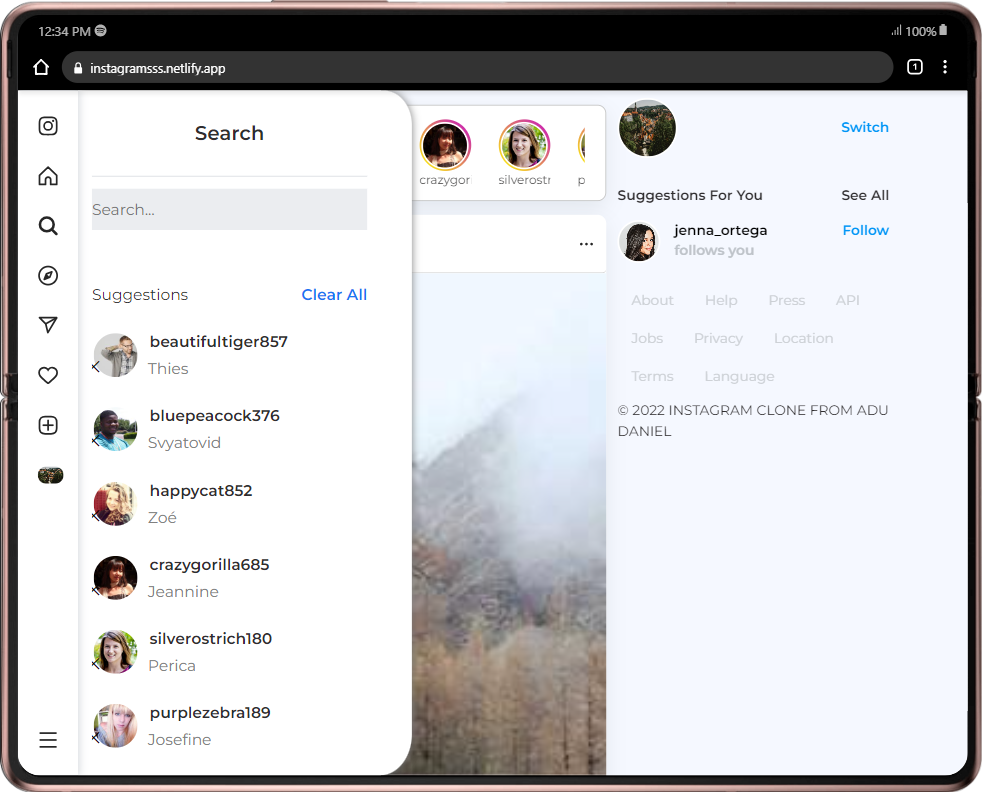 12:34 PM
100%
instagramsss.netlify.app
1
Search
Search...
Suggestions
Clear All
beautifultiger857
Thies
bluepeacock376
Svyatovid
happycat852
Zoé
crazygorilla685
Jeannine
silverostrich180
Perica
purplezebra189
Josefine
crazygor
silverostr
p
Switch
Suggestions For You
See All
jenna_ortega
Follow
follows you
About Help Press API
Jobs Privacy Location
Terms Language
© 2022 INSTAGRAM CLONE FROM ADU
DANIEL